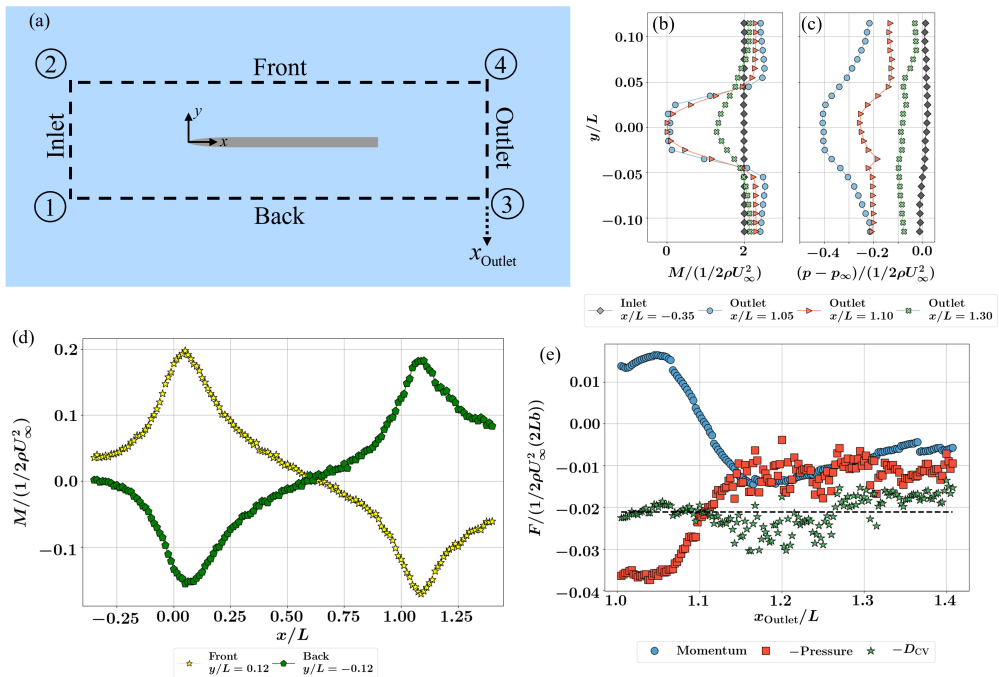 (a)
2
Front
4
Inlet
y
x
Outlet
1
Back
3
x_Outlet
(b)
(c)
y/L
0.10
0.05
0.00
−0.05
−0.10
0
2
−0.4
−0.2
0.0
M/(1/2ρU²∞)
(p − p∞)/(1/2ρU²∞)
Inlet
x/L = −0.35
Outlet
x/L = 1.05
Outlet
x/L = 1.10
Outlet
x/L = 1.30
(d)
M/(1/2ρU²∞)
0.2
0.1
0.0
−0.1
−0.25
0.00
0.25
0.50
0.75
1.00
1.25
x/L
Front
y/L = 0.12
Back
y/L = −0.12
(e)
F/(1/2ρU²∞(2Lb))
0.01
0.00
−0.01
−0.02
−0.03
−0.04
1.0
1.1
1.2
1.3
1.4
x_Outlet/L
Momentum
−Pressure
−D_CV